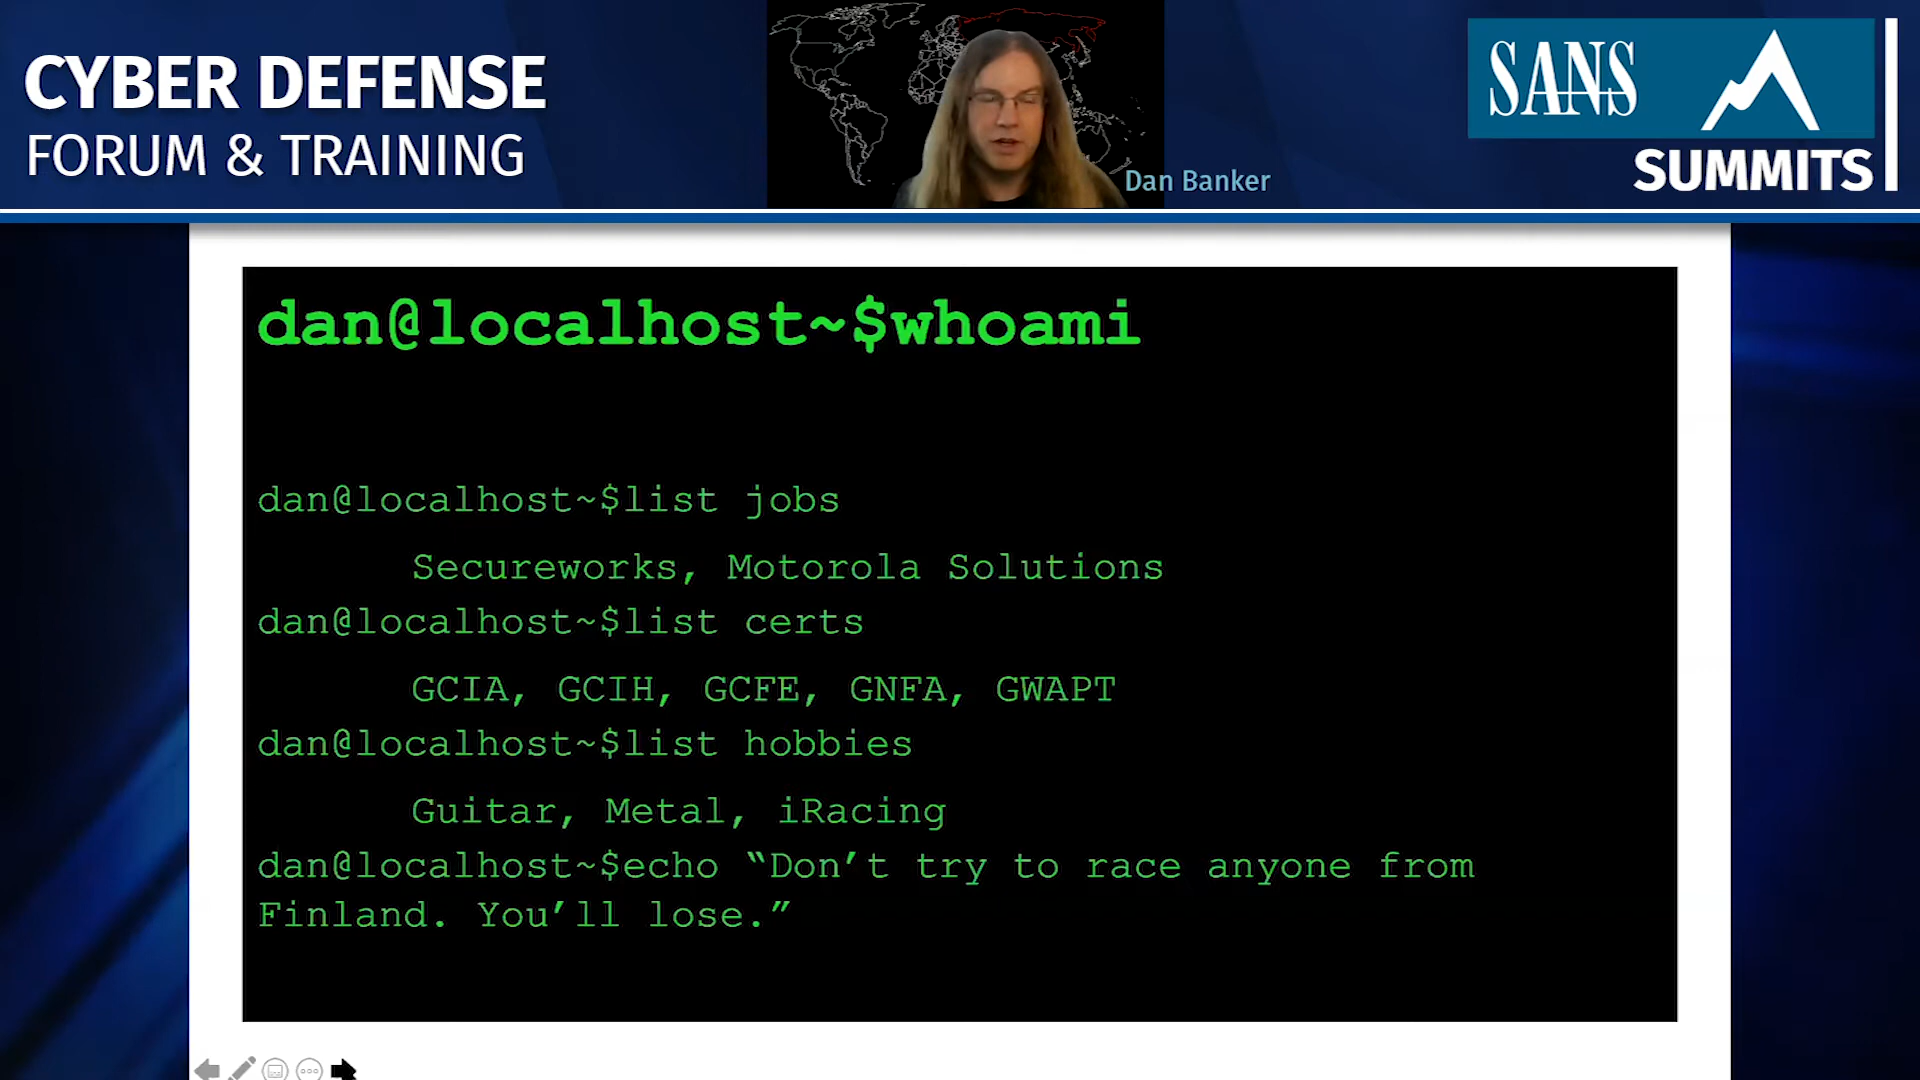 CYBER DEFENSE
FORUM & TRAINING
Dan Banker
SANS
SUMMITS
dan@localhost~$whoami
dan@localhost~$list jobs
Secureworks, Motorola Solutions
dan@localhost~$list certs
GCIA, GCIH, GCFE, GNFA, GWAPT
dan@localhost~$list hobbies
Guitar, Metal, iRacing
dan@localhost~$echo “Don’t try to race anyone from
Finland. You’ll lose.”